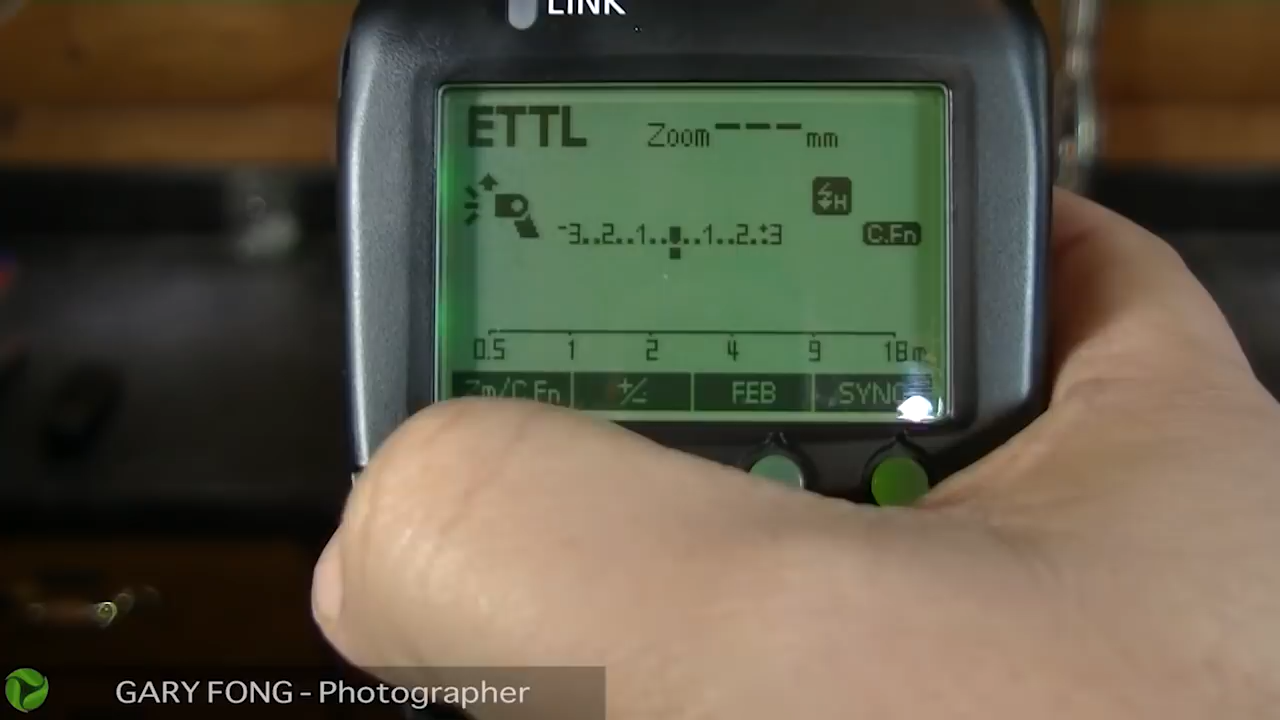 LINK
ETTL Zoom --- mm
H
-3..2..1..0..1..2.+3 C.Fn
0.5 1 2 4 9 18m
Zm/C.Fn +/- FEB SYNC
GARY FONG - Photographer